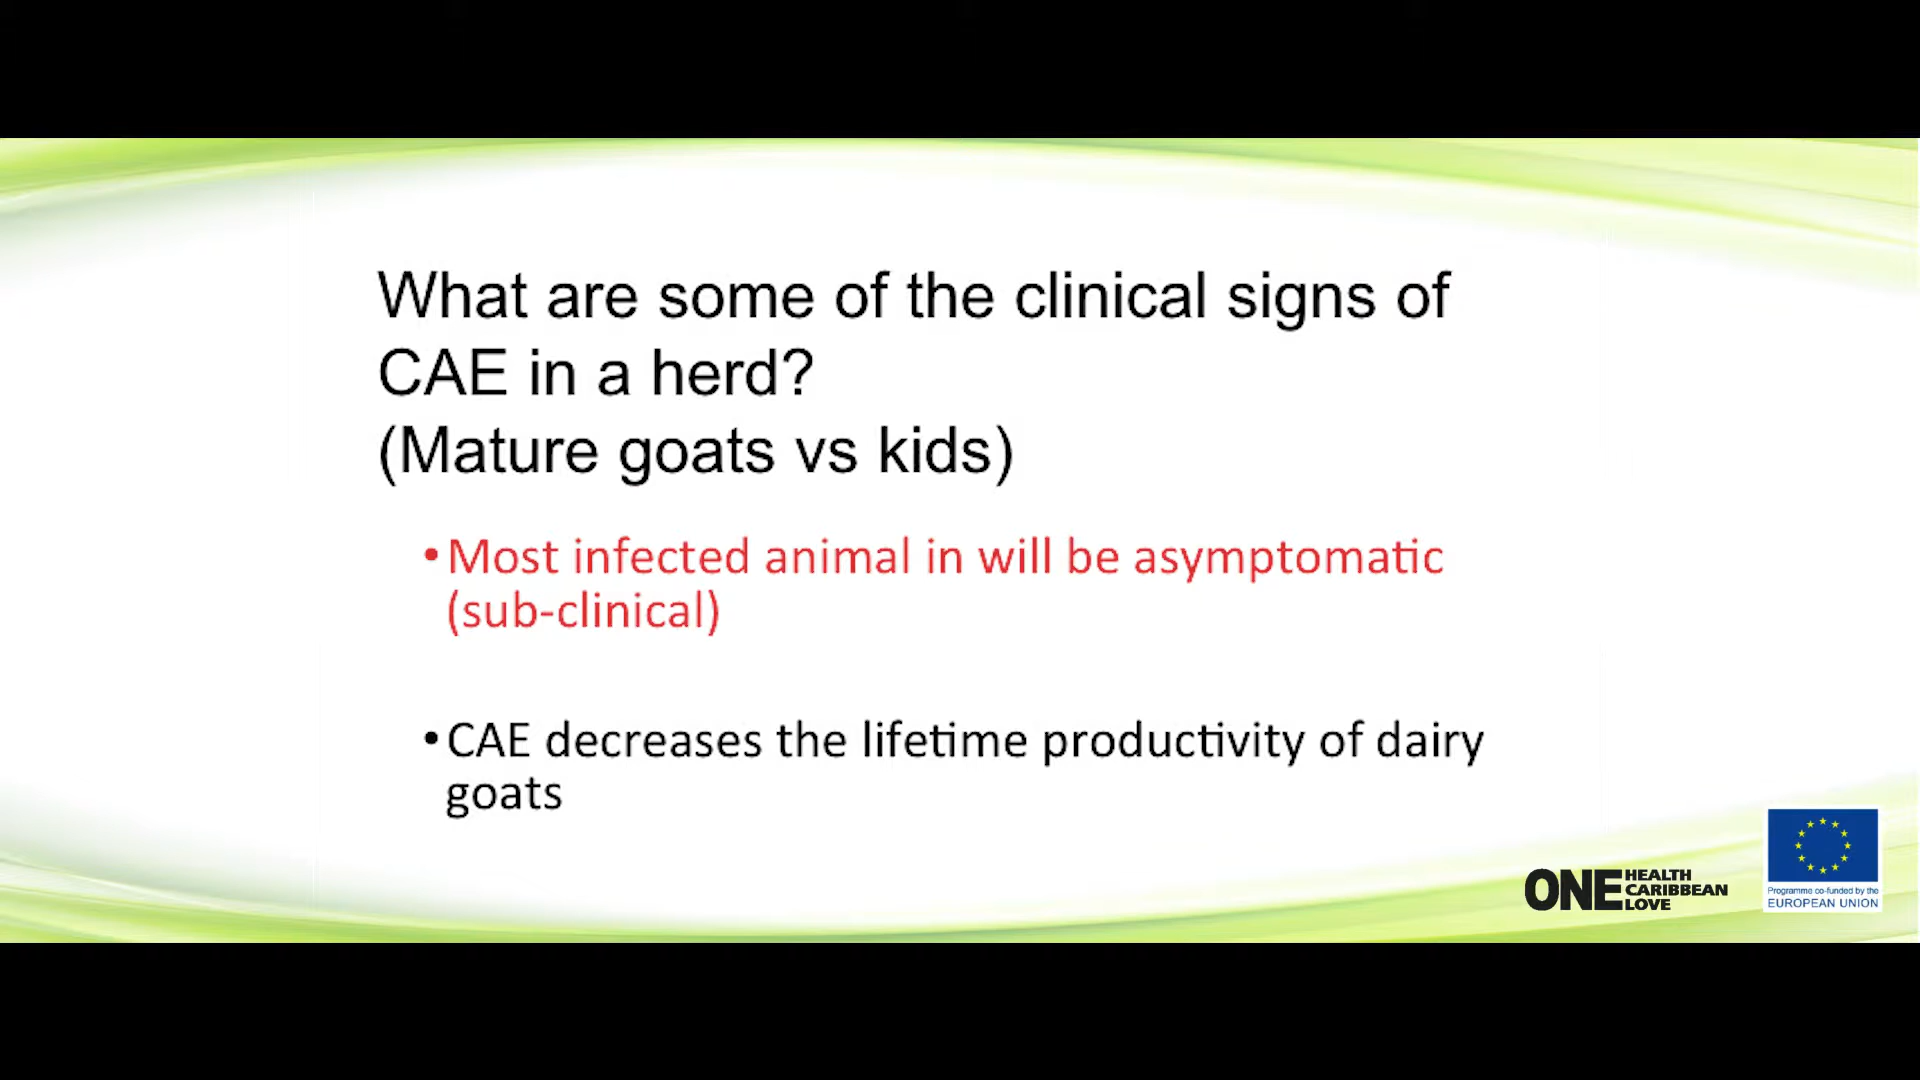 What are some of the clinical signs of
CAE in a herd?
(Mature goats vs kids)
•Most infected animal in will be asymptomatic
(sub-clinical)
•CAE decreases the lifetime productivity of dairy
goats
ONE HEALTH
CARIBBEAN
LOVE
Programme co-funded by the
EUROPEAN UNION